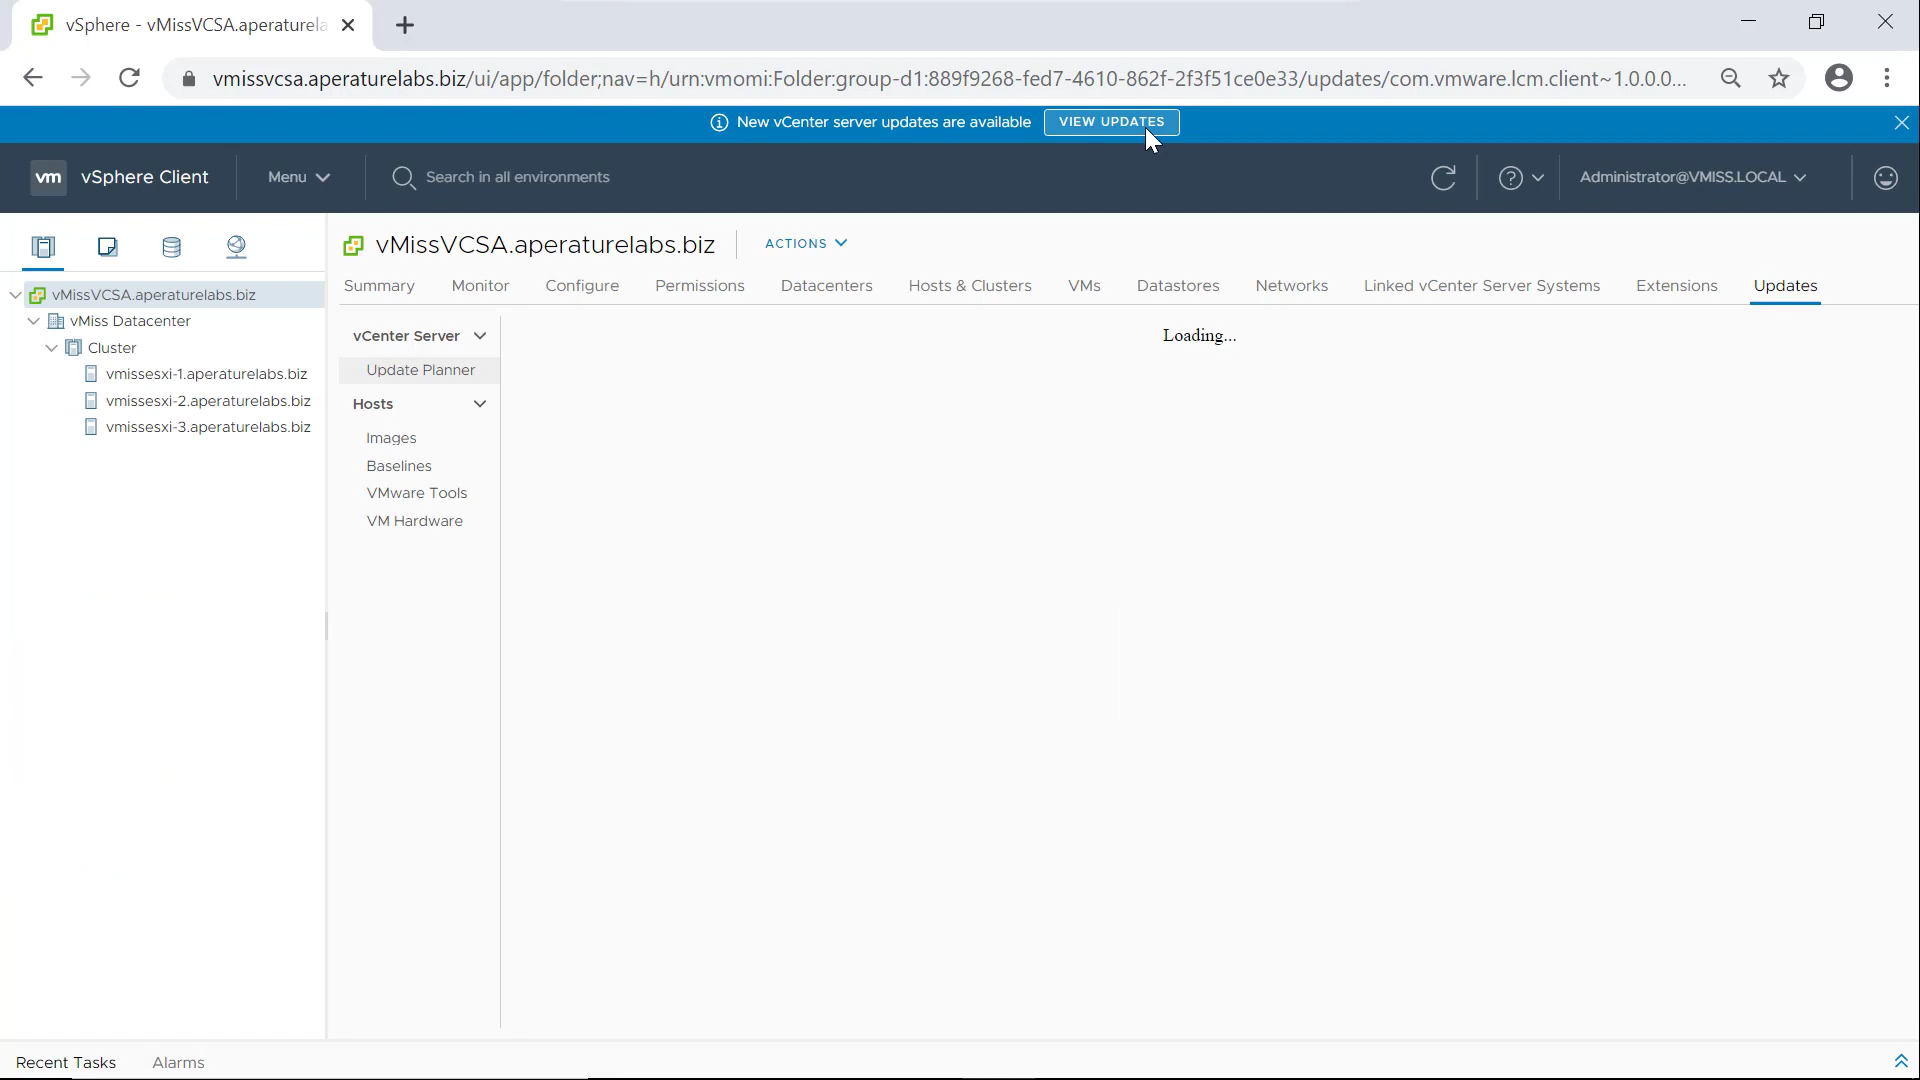 vSphere - vMissVCSA.aperaturela
vmissvcsa.aperaturelabs.biz/ui/app/folder;nav=h/urn:vmomi:Folder:group-d1:889f9268-fed7-4610-862f-2f3f51ce0e33/updates/com.vmware.lcm.client~1.0.0.0...
New vCenter server updates are available VIEW UPDATES
vm vSphere Client Menu Search in all environments Administrator@VMISS.LOCAL
vMissVCSA.aperaturelabs.biz ACTIONS
Summary Monitor Configure Permissions Datacenters Hosts & Clusters VMs Datastores Networks Linked vCenter Server Systems Extensions Updates
vMissVCSA.aperaturelabs.biz
vMiss Datacenter
Cluster
vmissesxi-1.aperaturelabs.biz
vmissesxi-2.aperaturelabs.biz
vmissesxi-3.aperaturelabs.biz
vCenter Server
Update Planner
Hosts
Images
Baselines
VMware Tools
VM Hardware
Loading...
Recent Tasks Alarms